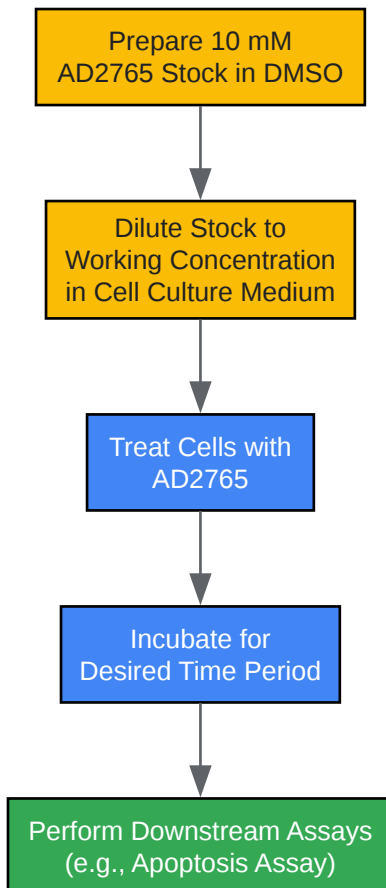 Prepare 10 mM
AD2765 Stock in DMSO
Dilute Stock to
Working Concentration
in Cell Culture Medium
Treat Cells with
AD2765
Incubate for
Desired Time Period
Perform Downstream Assays
(e.g., Apoptosis Assay)